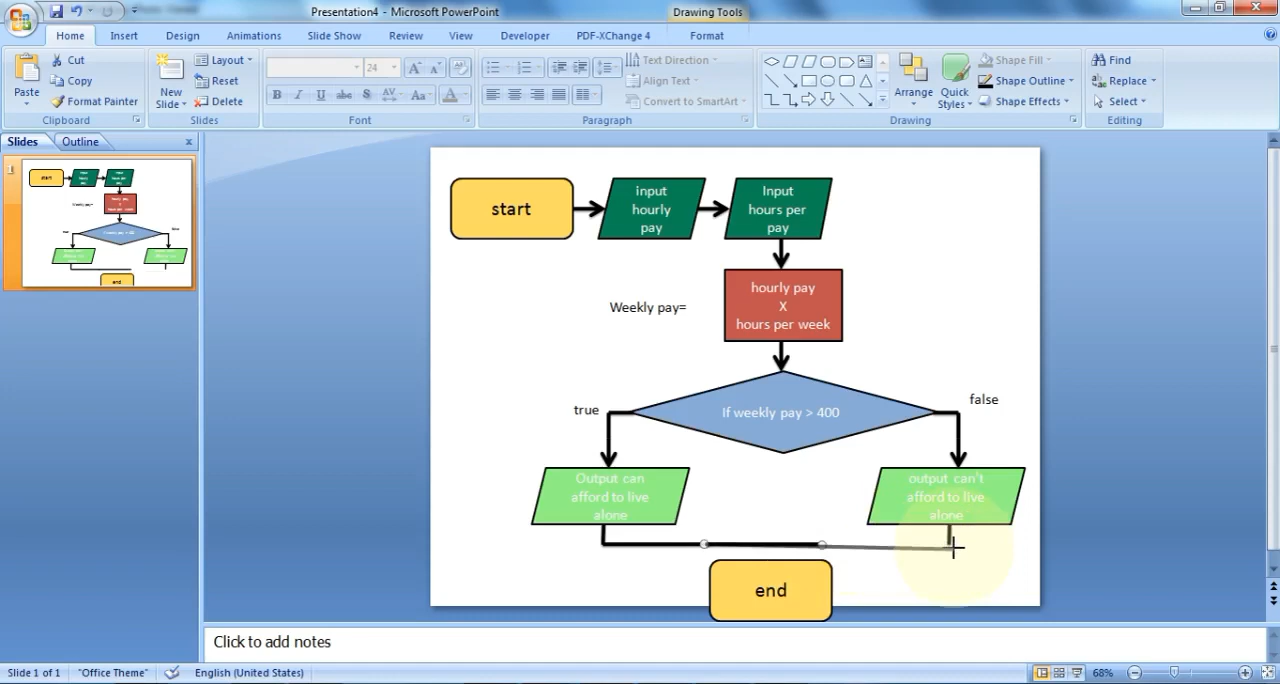 Presentation4 - Microsoft PowerPoint
Drawing Tools
Home Insert Design Animations Slide Show Review View Developer PDF-XChange 4 Format
Paste
Cut
Copy
Format Painter
Clipboard
New
Slide
Layout
Reset
Delete
Slides
24
B I U abc S AV Aa A
Font
Text Direction
Align Text
Convert to SmartArt
Paragraph
Arrange
Quick
Styles
Shape Fill
Shape Outline
Shape Effects
Drawing
Find
Replace
Select
Editing
Slides Outline
1
start
input
hourly
pay
Input
hours per
pay
Weekly pay=
hourly pay
X
hours per week
If weekly pay > 400
true
false
Output can
afford to live
alone
output can't
afford to live
alone
end
Click to add notes
Slide 1 of 1 "Office Theme" English (United States) 68%